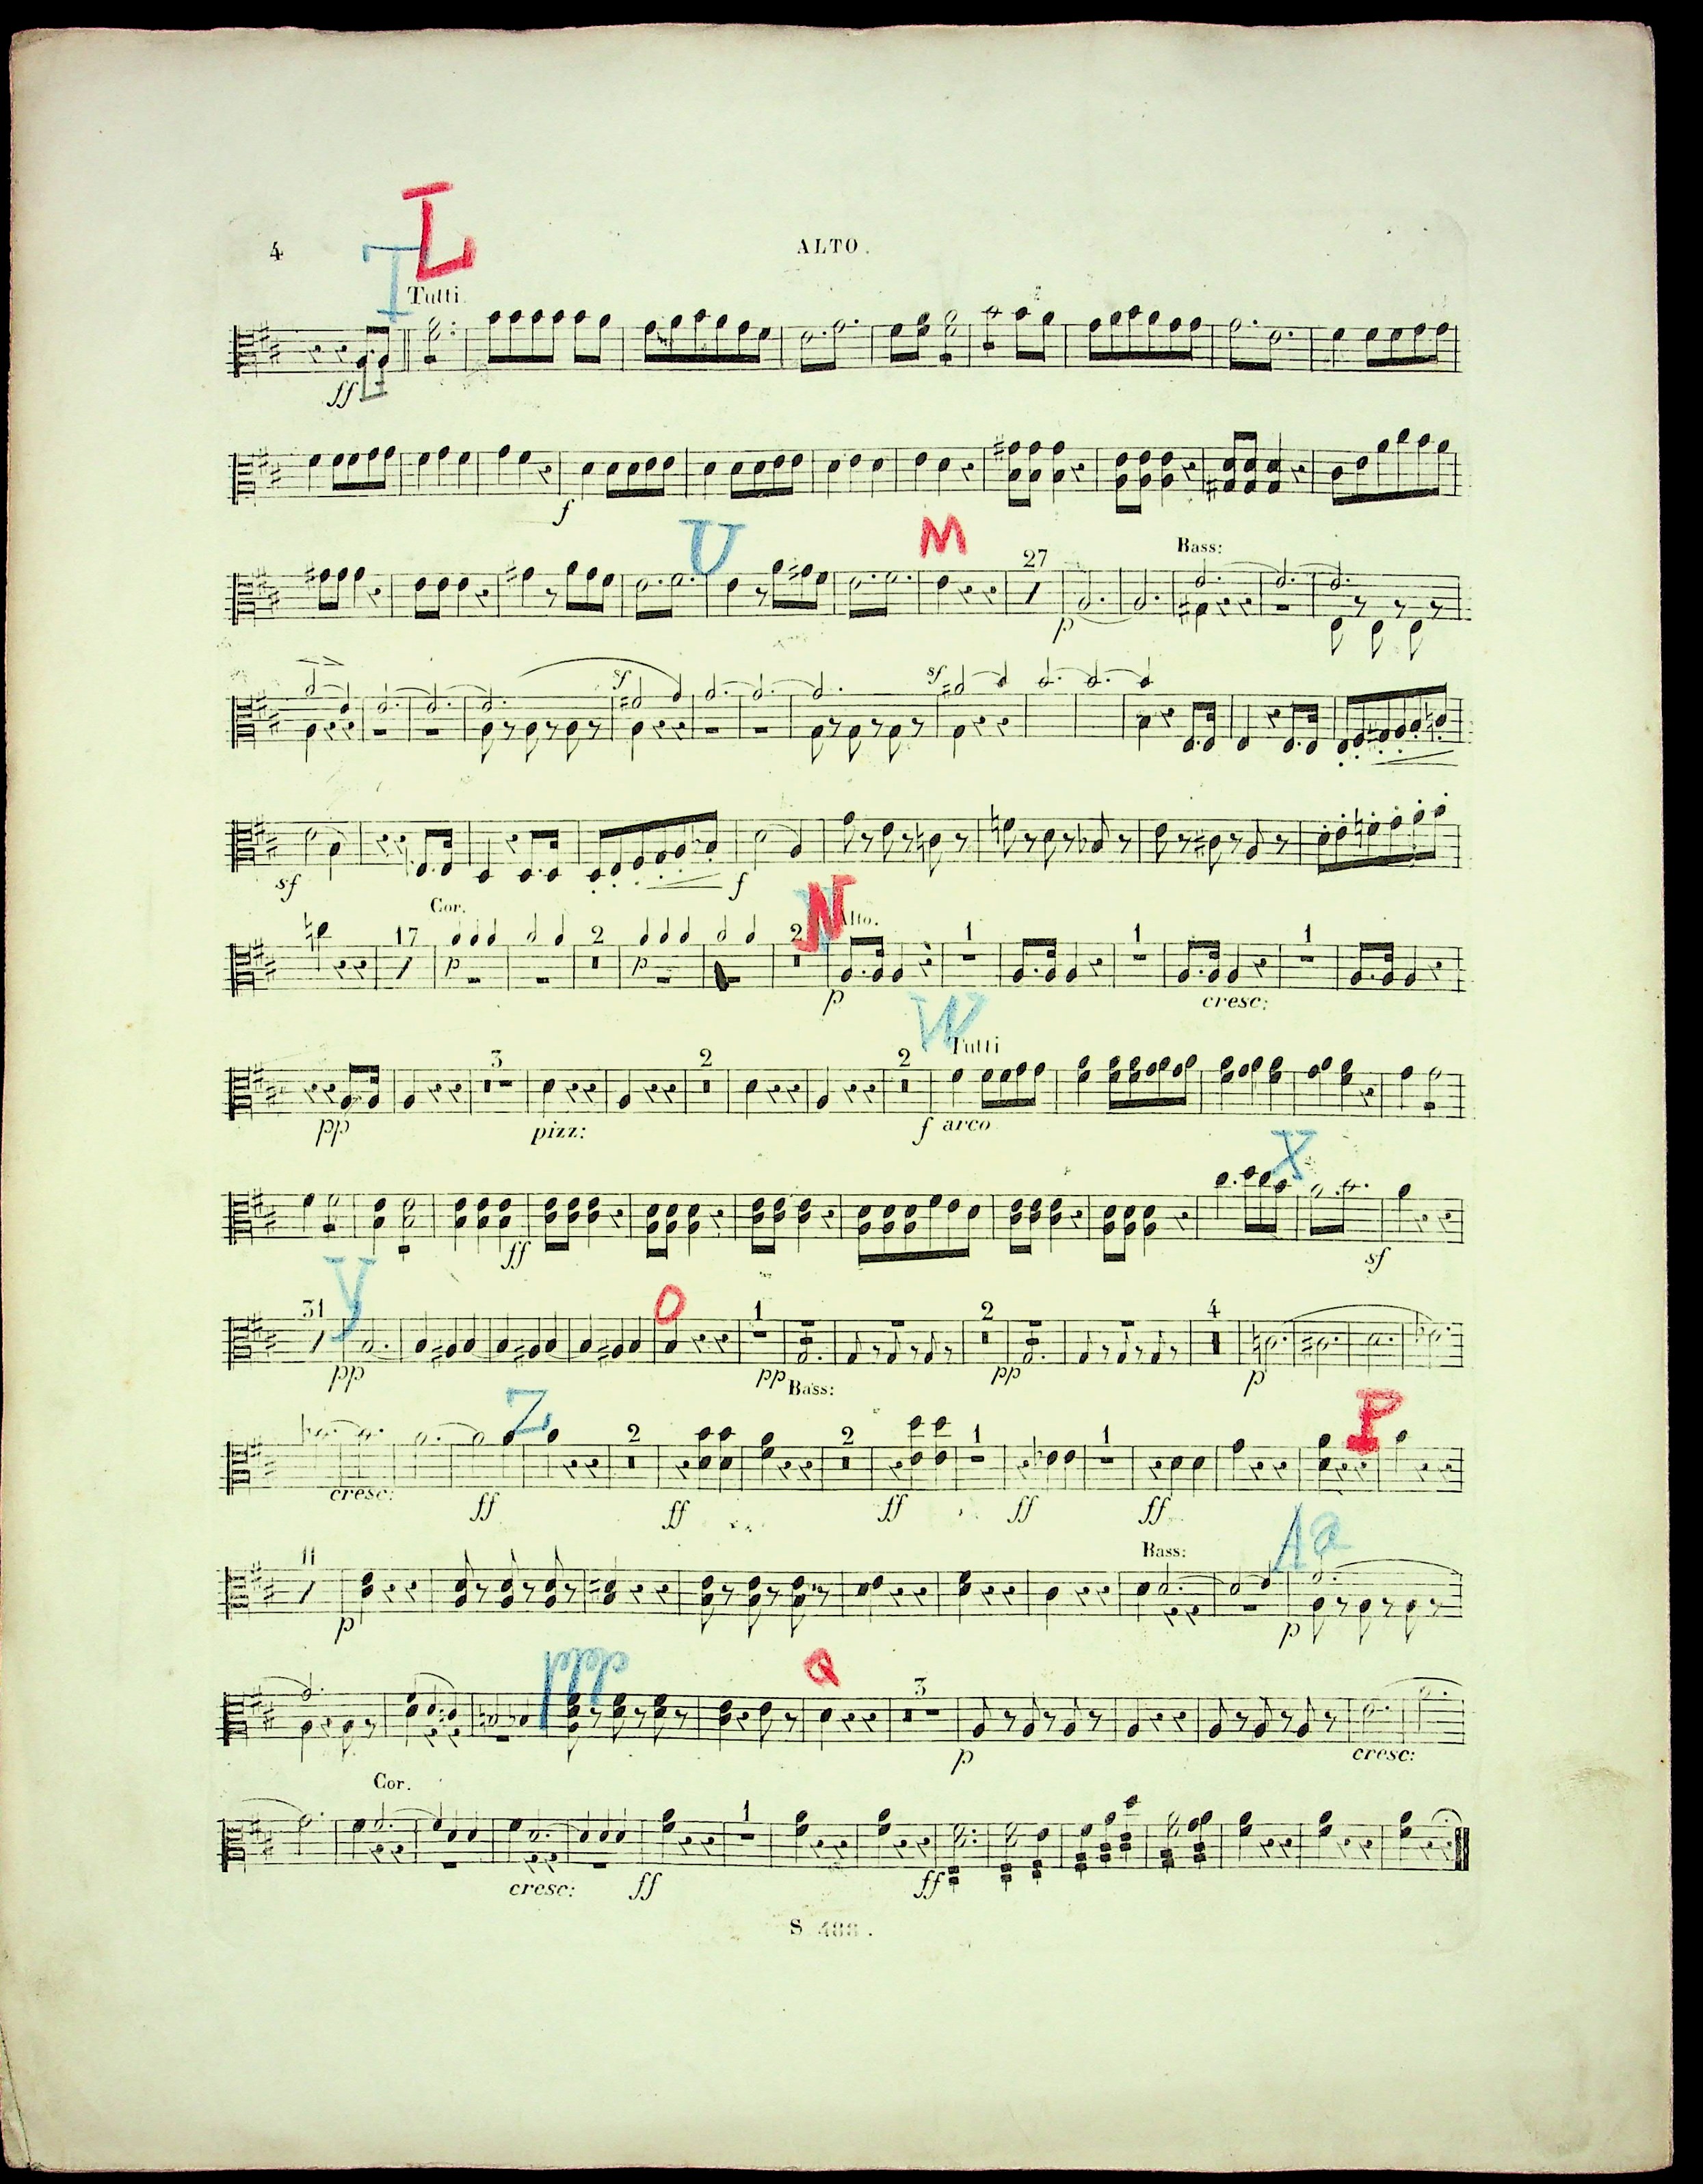 L
4 T ALTO.
Tutti.
ff
f
U M
27 Bass:
p
sf sf
sf f
Cor. N Alto.
17 2 2 1 1 1
p p
p cresc:
W
3 2 2 Tutti
pp pizz: f arco
X
ff sf
Y O
31 1 2 4
pp pp Bass: pp p
Z P
2 2 1 1
cresc: ff ff ff ff ff
Aa
11 Bass:
p p
Q
3
p cresc:
Cor.
1
cresc: ff ff
S 488.